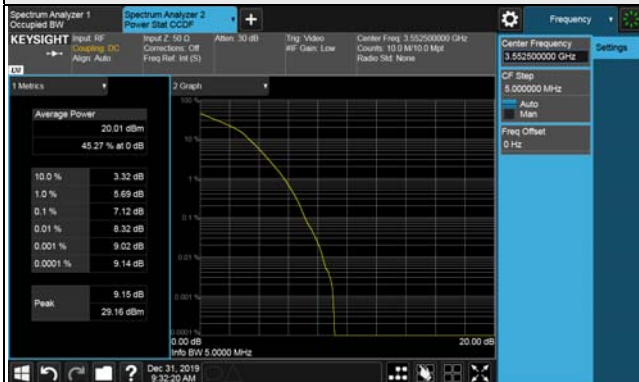 Spectrum Analyzer 1
Occupied BW
Spectrum Analyzer 2
Power Stat CCDF
Frequency
KEYSIGHT
Input: RF
Coupling: DC
Align: Auto
Input Z: 50 Ω
Corrections: Off
Freq Ref: Int (S)
Atten: 30 dB
Trig: Video
#IF Gain: Low
Center Freq: 3.552500000 GHz
Counts: 10.0 M/10.0 Mpt
Radio Std: None
Center Frequency
3.552500000 GHz
Settings
CF Step
5.000000 MHz
Auto
Man
Freq Offset
0 Hz
1 Metrics
2 Graph
Average Power
20.01 dBm
45.27 % at 0 dB
10.0 % 3.32 dB
1.0 % 5.69 dB
0.1 % 7.12 dB
0.01 % 8.32 dB
0.001 % 9.02 dB
0.0001 % 9.14 dB
Peak
9.15 dB
29.16 dBm
100 %
10 %
1 %
0.1 %
0.001 %
0.0001 %
0.00 dB
20.00 dB
Info BW 5.0000 MHz
?
Dec 31, 2019
9:32:20 AM